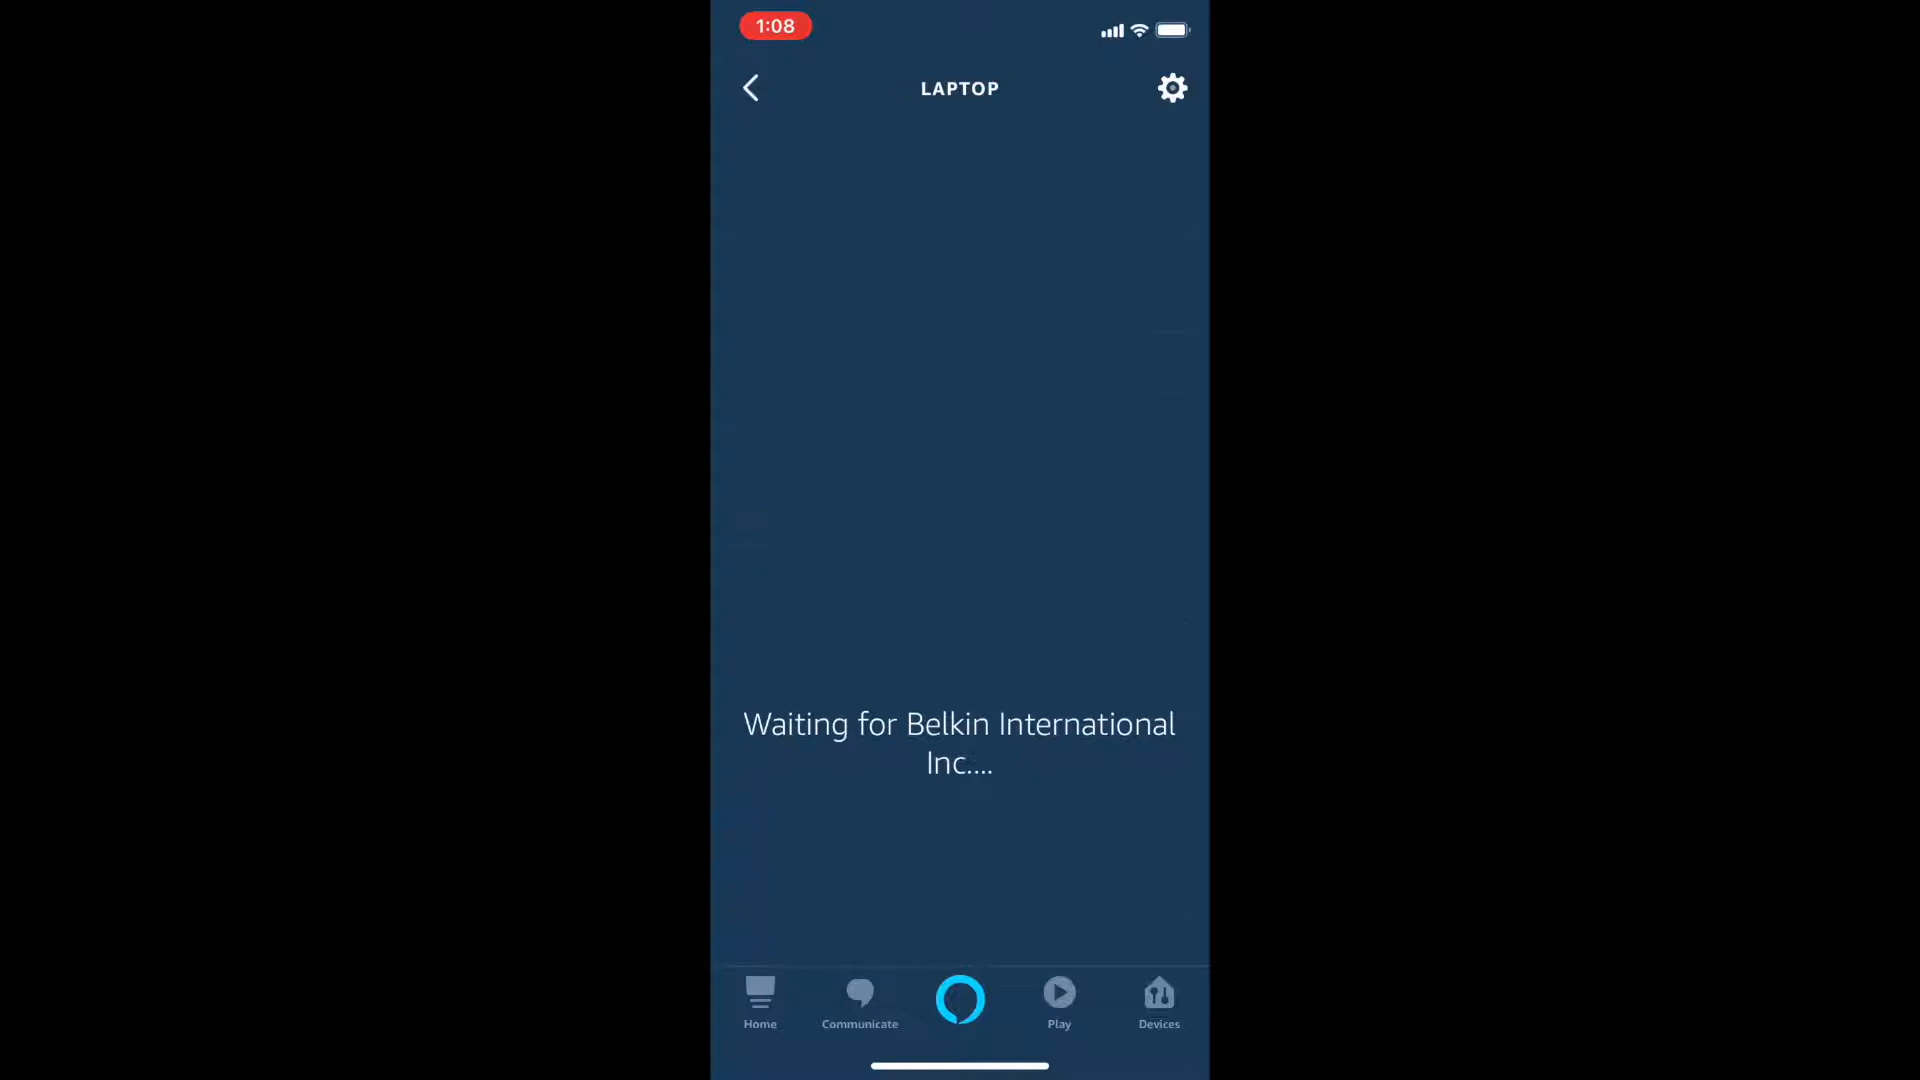 1:08
LAPTOP
Waiting for Belkin International
Inc....
Home Communicate Play Devices